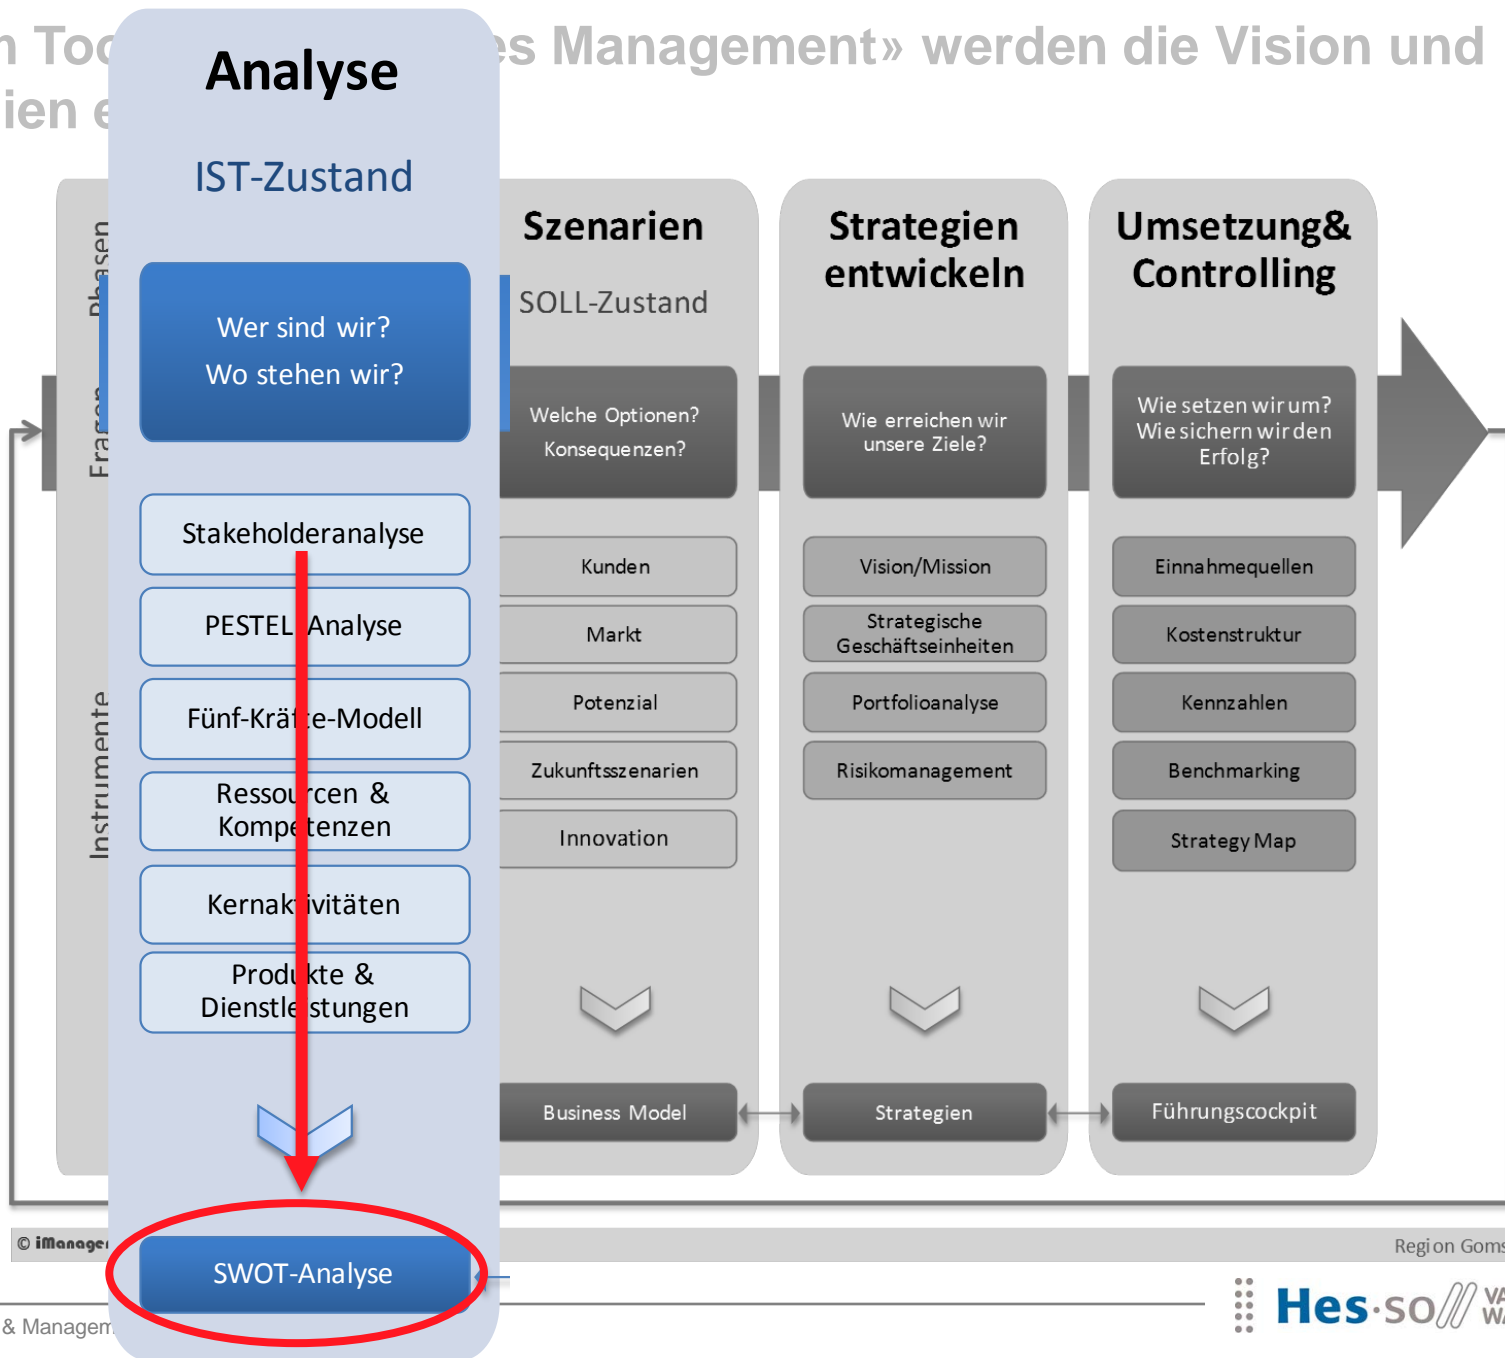 es Management» werden die Vision und
Analyse
IST-Zustand
Wer sind wir?
Wo stehen wir?
Stakeholderanalyse
PESTEL Analyse
Fünf-Kräfte-Modell
Ressourcen &
Kompetenzen
Kernaktivitäten
Produkte &
Dienstleistungen
SWOT-Analyse
Phasen
Fragen
Instrumente
Szenarien
SOLL-Zustand
Welche Optionen?
Konsequenzen?
Kunden
Markt
Potenzial
Zukunftsszenarien
Innovation
Business Model
Strategien
entwickeln
Wie erreichen wir
unsere Ziele?
Vision/Mission
Strategische
Geschäftseinheiten
Portfolioanalyse
Risikomanagement
Strategien
Umsetzung&
Controlling
Wie setzen wir um?
Wie sichern wir den
Erfolg?
Einnahmequellen
Kostenstruktur
Kennzahlen
Benchmarking
Strategy Map
Führungscockpit
© iManage
Region Goms
& Managem
Hes·so VA
WA